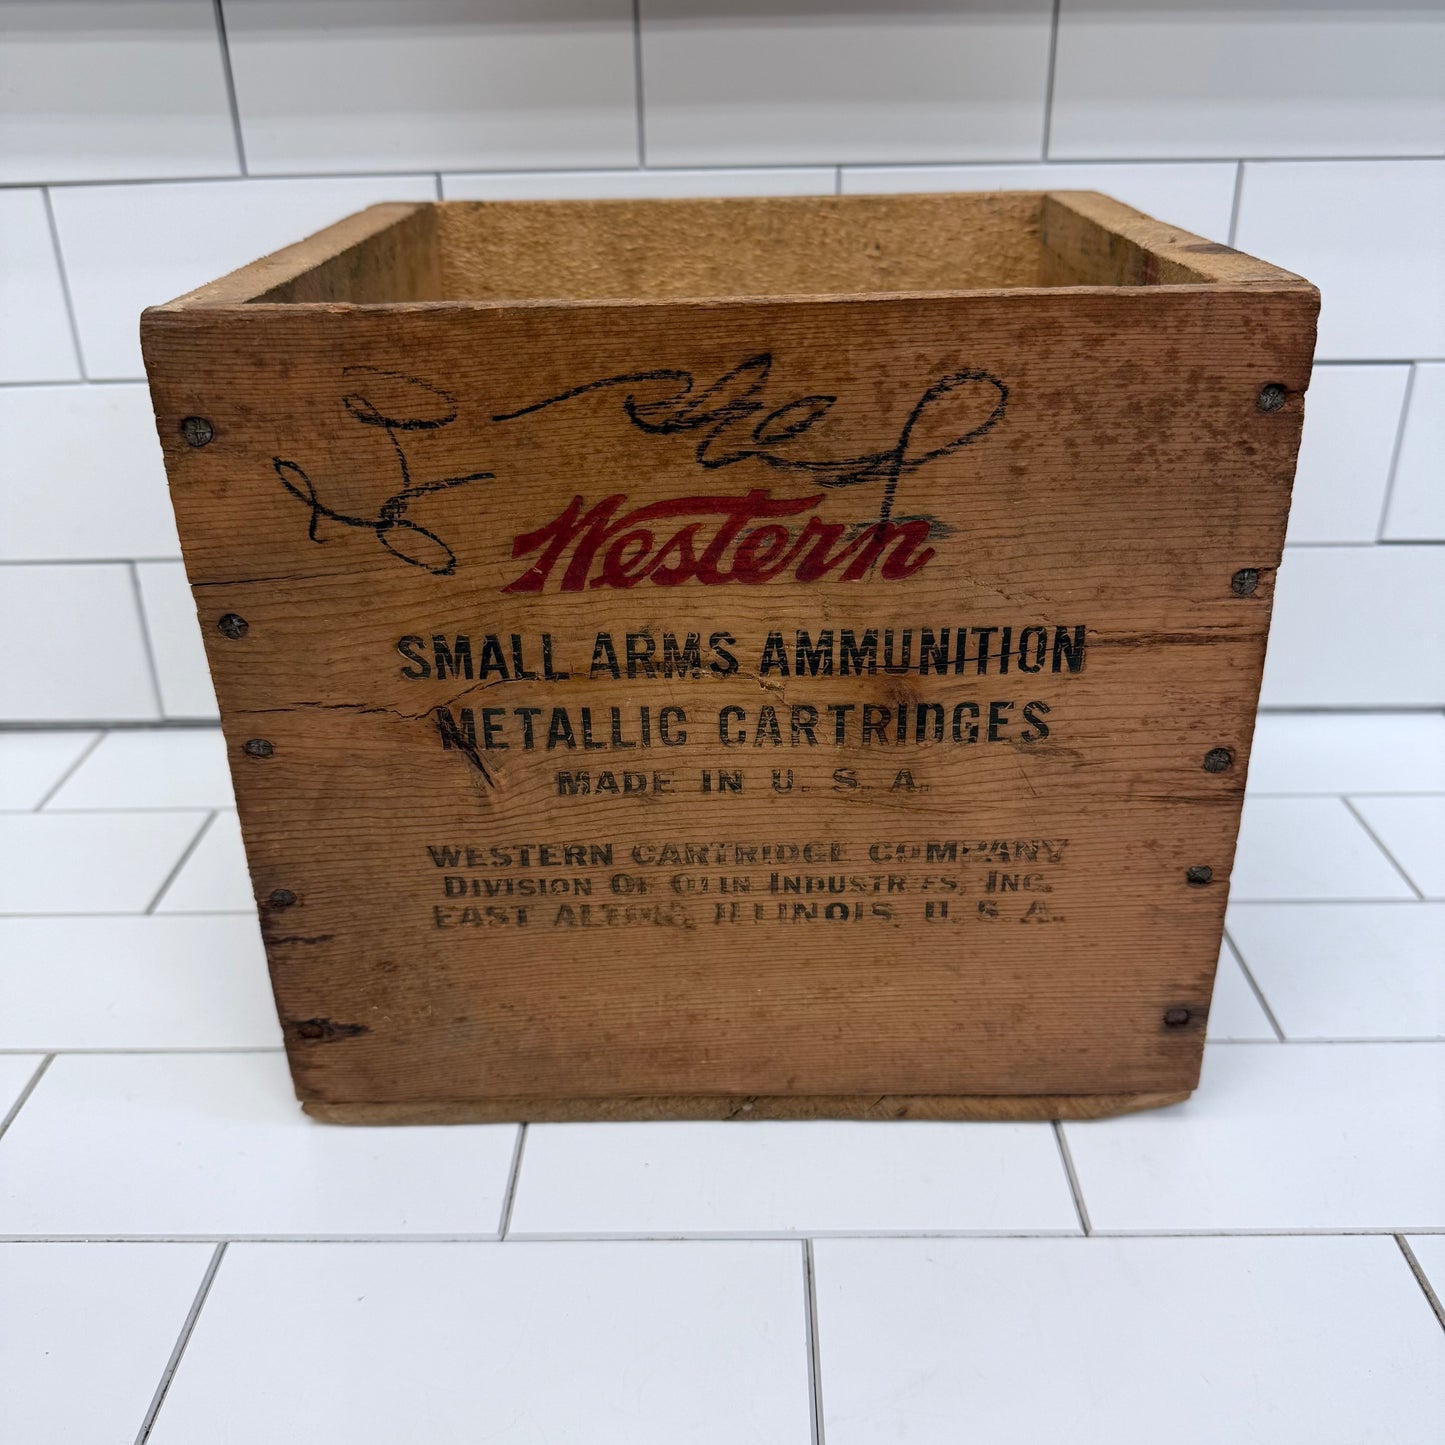 Western
SMALL ARMS AMMUNITION
METALLIC CARTRIDGES
MADE IN U. S. A.
WESTERN CARTRIDGE COMPANY
DIVISION OF OLIN INDUSTRIES, INC.
EAST ALTON, ILLINOIS, U. S. A.